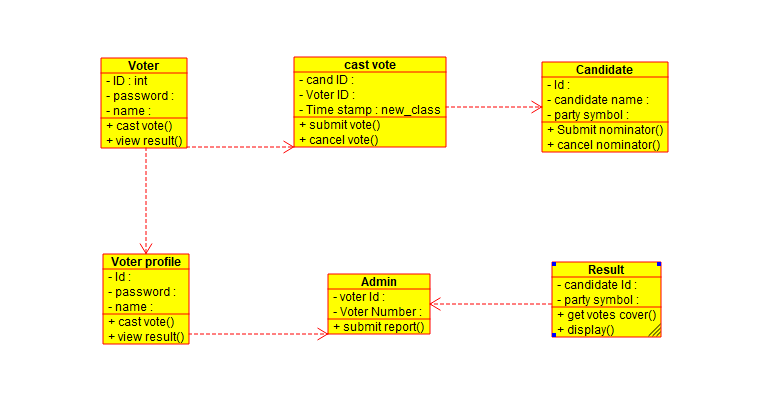 Voter
- ID : int
- password :
- name :
+ cast vote()
+ view result()
cast vote
- cand ID :
- Voter ID :
- Time stamp : new_class
+ submit vote()
+ cancel vote()
Candidate
- Id :
- candidate name :
- party symbol :
+ Submit nominator()
+ cancel nominator()
Voter profile
- Id :
- password :
- name :
+ cast vote()
+ view result()
Admin
- voter Id :
- Voter Number :
+ submit report()
Result
- candidate Id :
- party symbol :
+ get votes cover()
+ display()